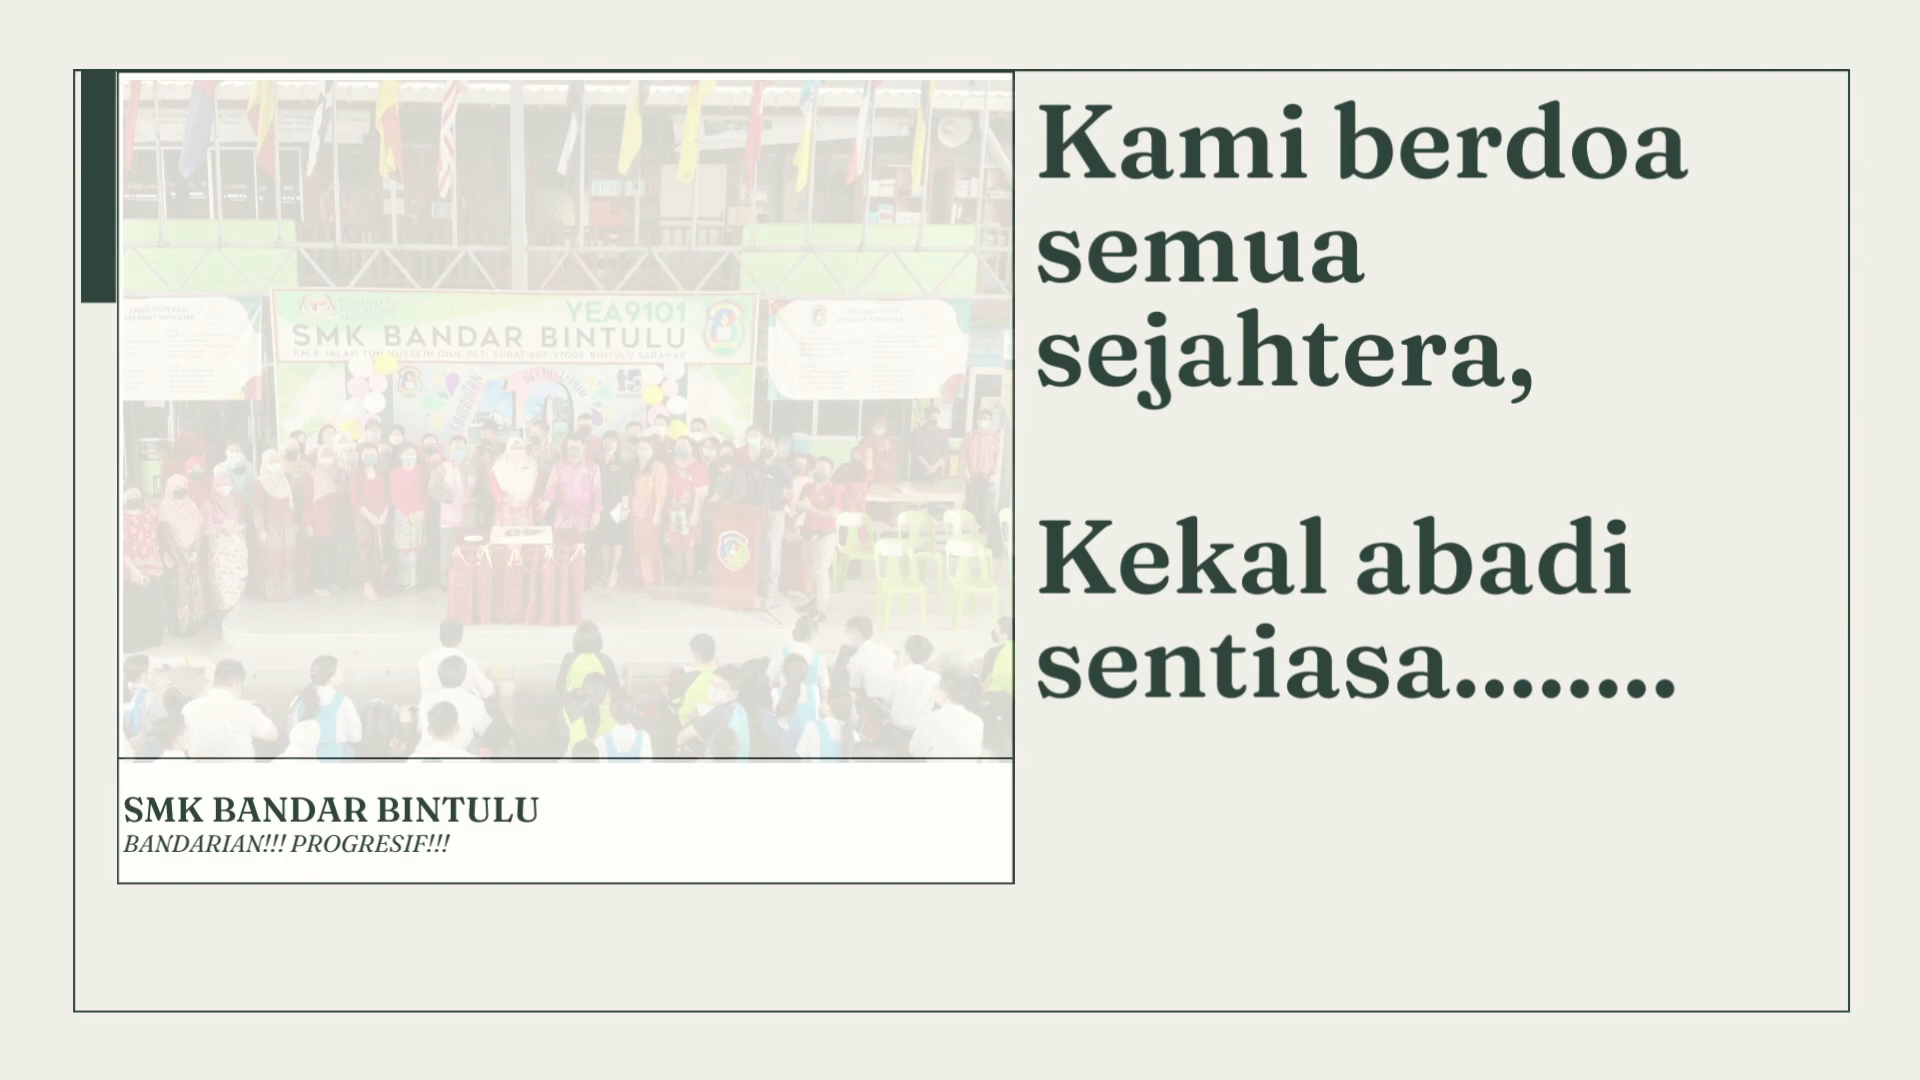 YEA9101
SMK BANDAR BINTULU
SMK BANDAR BINTULU
BANDARIAN!!! PROGRESIF!!!
Kami berdoa
semua
sejahtera,
Kekal abadi
sentiasa........